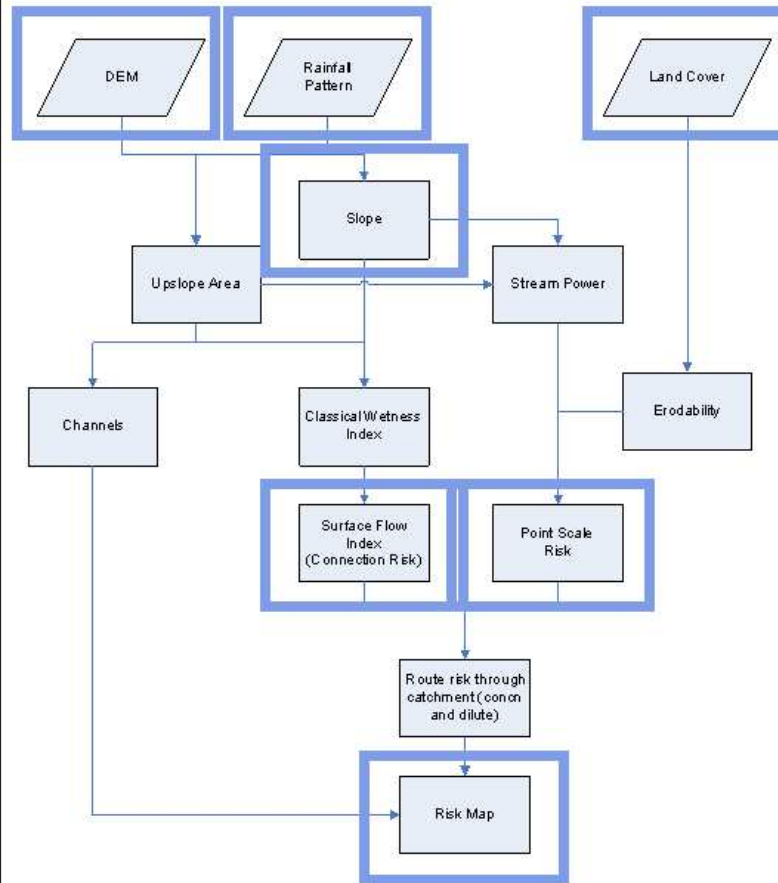 DEM
Rainfall
Pattern
Land Cover
Slope
Upslope Area
Stream Power
Channels
Classical Wetness
Index
Erodability
Surface Flow
Index
(Connection Risk)
Point Scale
Risk
Route risk through
catchment (concn
and dilute)
Risk Map